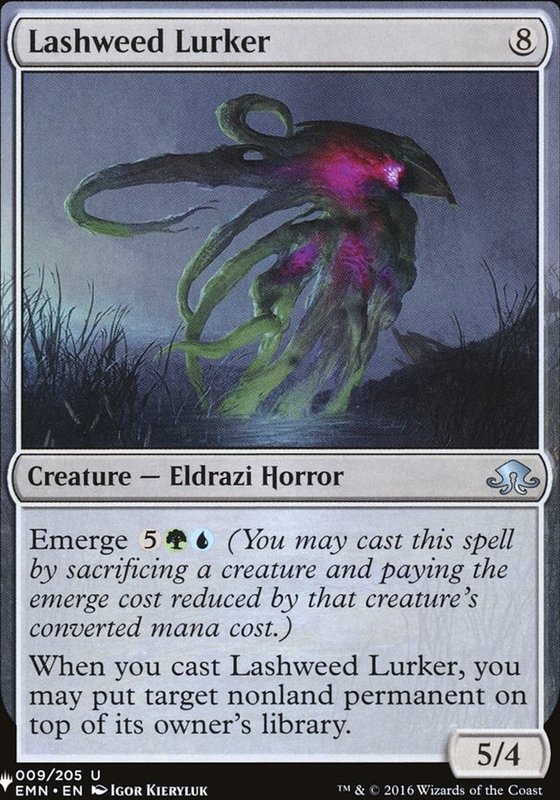 Lashweed Lurker 8
Creature — Eldrazi Horror
Emerge 5 (You may cast this spell
by sacrificing a creature and paying the
emerge cost reduced by that creature's
converted mana cost.)
When you cast Lashweed Lurker, you
may put target nonland permanent on
top of its owner's library.
5/4
009/205 U
EMN • EN Igor Kieryluk
™ & © 2016 Wizards of the Coast